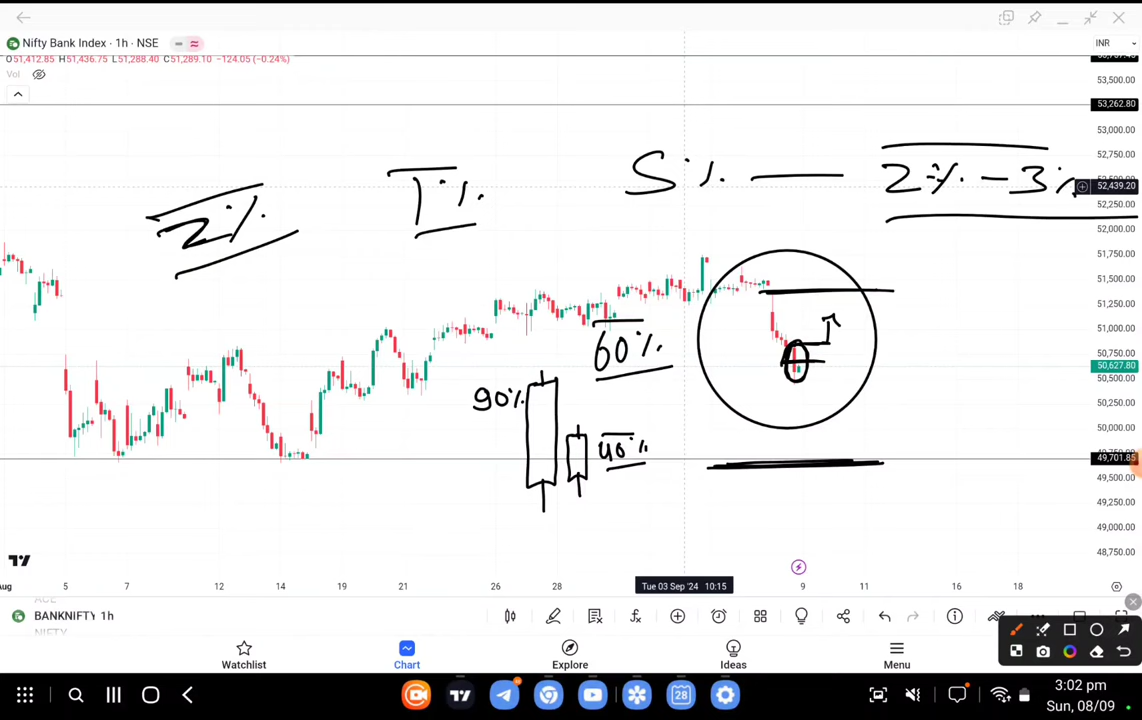 Nifty Bank Index · 1h · NSE
INR
O51,412.85 H51,436.75 L51,288.40 C51,289.10 −124.05 (−0.24%)
Vol
53,500.00
53,262.80
53,000.00
52,750.00
52,439.20
52,250.00
52,000.00
51,750.00
51,500.00
51,250.00
51,000.00
50,750.00
50,627.80
50,500.00
50,250.00
50,000.00
49,701.85
49,500.00
49,250.00
49,000.00
48,750.00
2%
1%
5%
2% - 3%
60%
90%
40%
Aug 5 7 12 14 19 21 26 28 Tue 03 Sep '24 10:15 9 11 16 18
BANKNIFTY 1h
NIFTY
Watchlist
Chart
Explore
Ideas
Menu
28
3:02 pm
Sun, 08/09